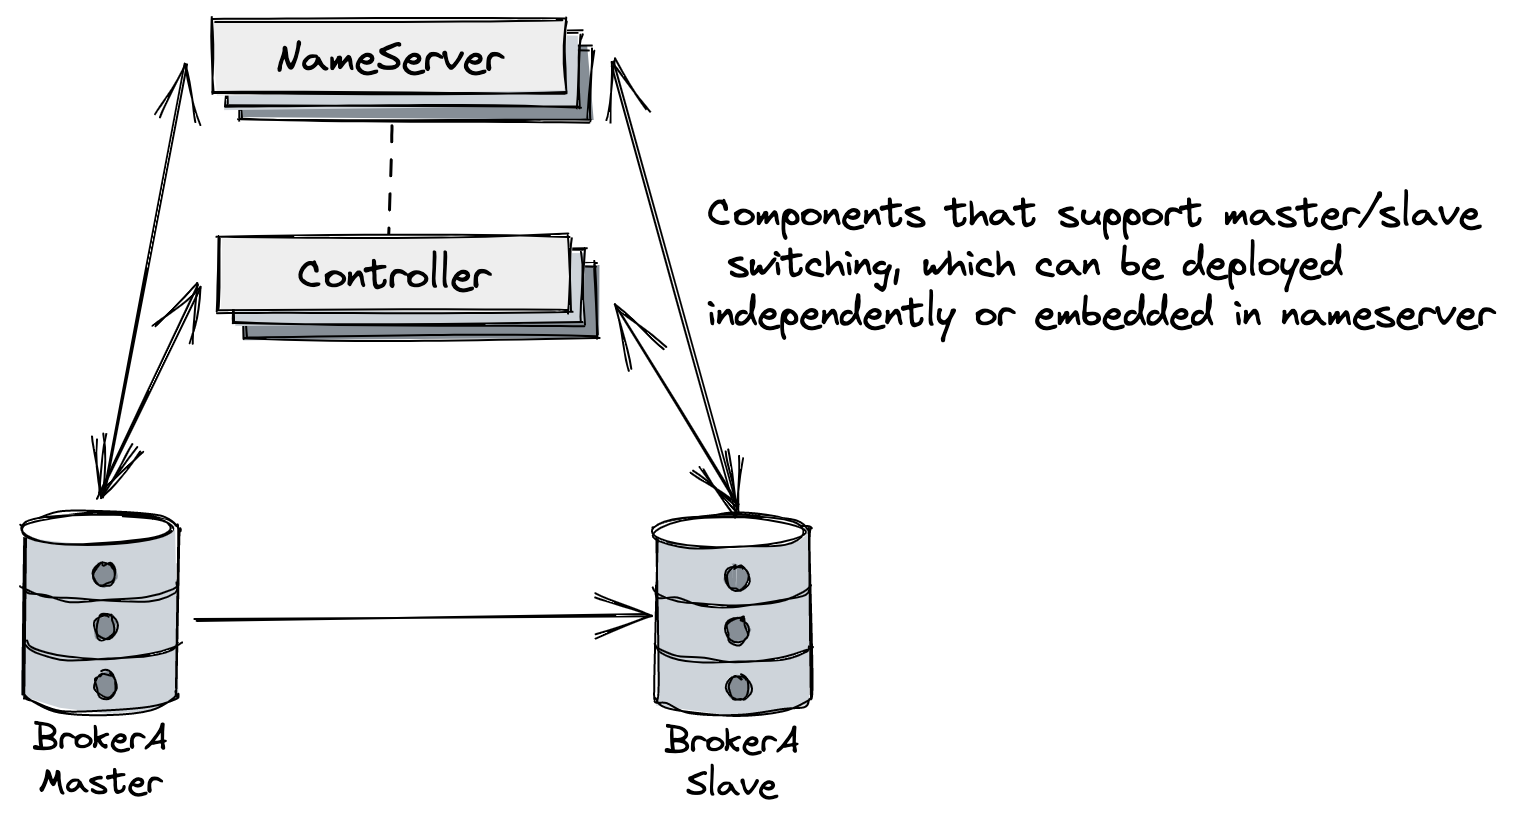 NameServer
Controller
Components that support master/slave
switching, which can be deployed
independently or embedded in nameserver
BrokerA
Master
BrokerA
Slave